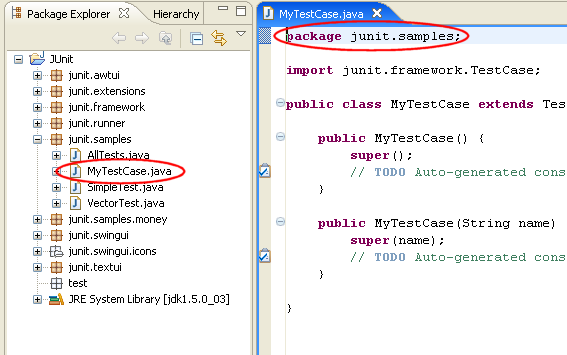 Package Explorer
Hierarchy
JUnit
junit.awtui
junit.extensions
junit.framework
junit.runner
junit.samples
AllTests.java
MyTestCase.java
SimpleTest.java
VectorTest.java
junit.samples.money
junit.swingui
junit.swingui.icons
junit.textui
test
JRE System Library [jdk1.5.0_03]
MyTestCase.java
package junit.samples;
import junit.framework.TestCase;
public class MyTestCase extends Tes
public MyTestCase() {
super();
// TODO Auto-generated cons
}
public MyTestCase(String name)
super(name);
// TODO Auto-generated cons
}
}